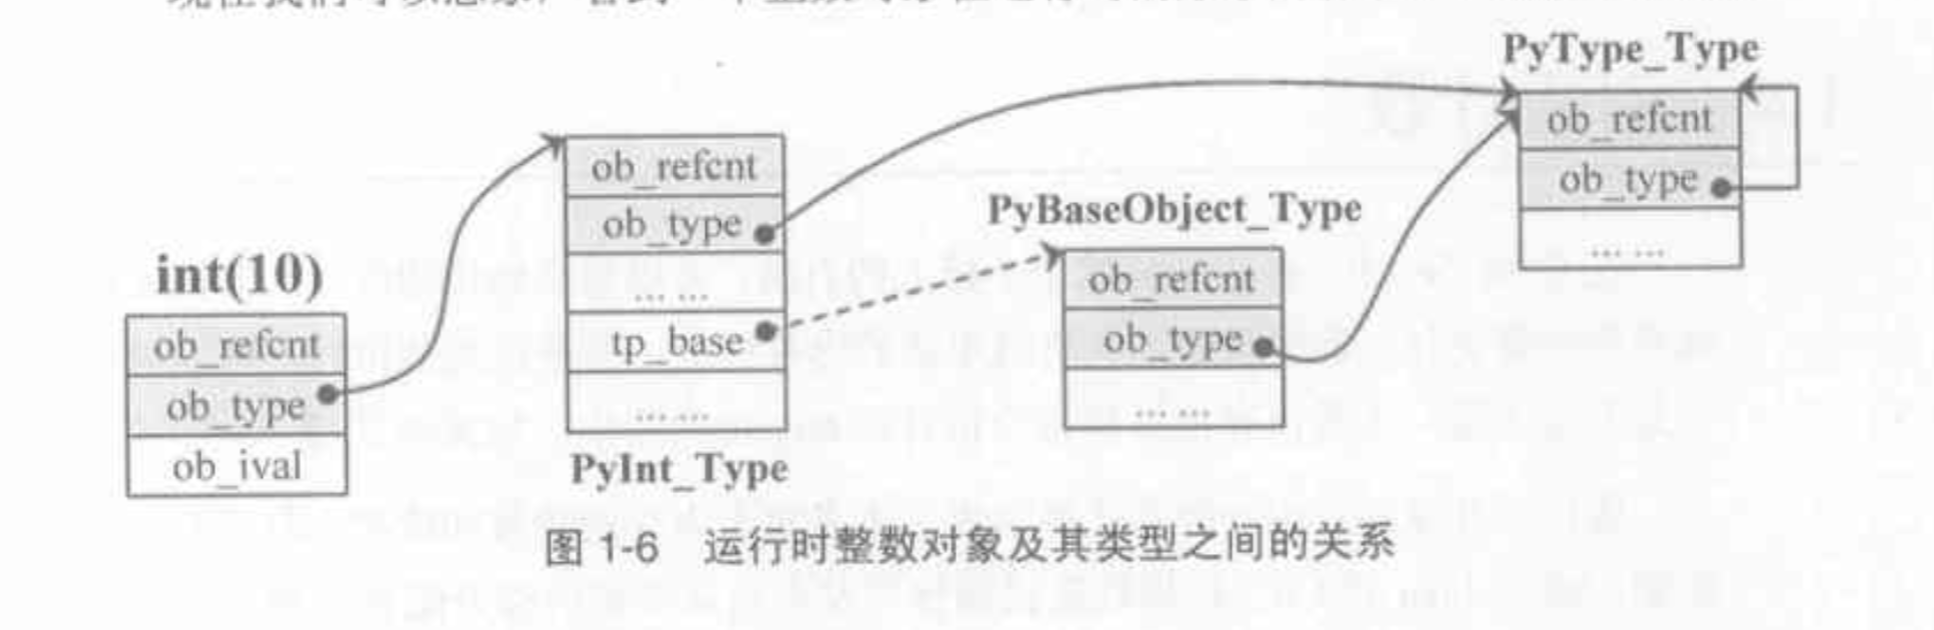 PyType_Type
ob_refcnt
ob_type
... ...
PyBaseObject_Type
ob_refcnt
ob_type
... ...
ob_refcnt
ob_type
... ...
tp_base
... ...
PyInt_Type
int(10)
ob_refcnt
ob_type
ob_ival
图 1-6 运行时整数对象及其类型之间的关系